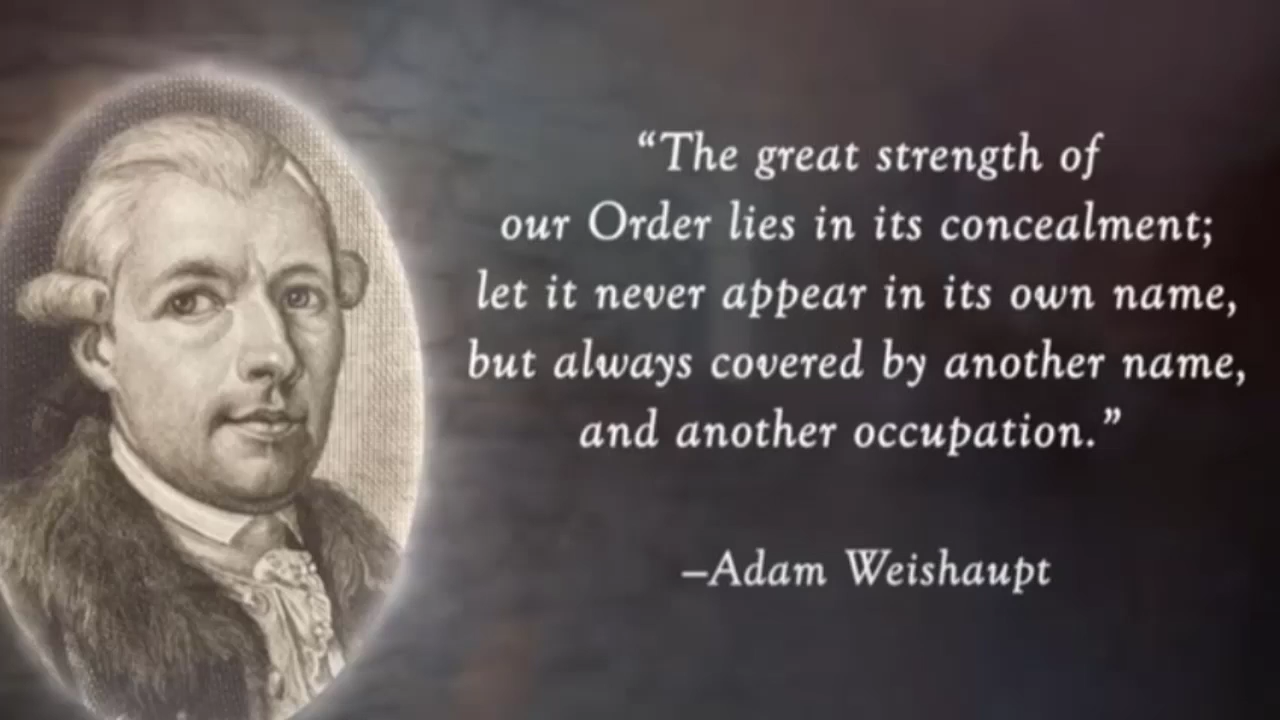 “The great strength of
our Order lies in its concealment;
let it never appear in its own name,
but always covered by another name,
and another occupation.”
–Adam Weishaupt